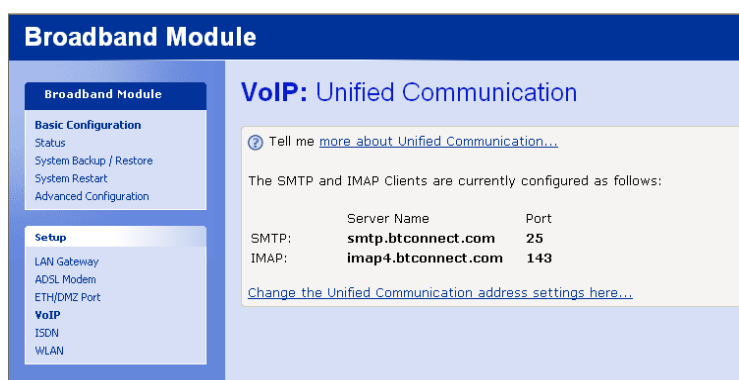 Broadband Module
Broadband Module
Basic Configuration
Status
System Backup / Restore
System Restart
Advanced Configuration
Setup
LAN Gateway
ADSL Modem
ETH/DMZ Port
VoIP
ISDN
WLAN
VoIP: Unified Communication
Tell me more about Unified Communication...
The SMTP and IMAP Clients are currently configured as follows:
Server Name Port
SMTP: smtp.btconnect.com 25
IMAP: imap4.btconnect.com 143
Change the Unified Communication address settings here...